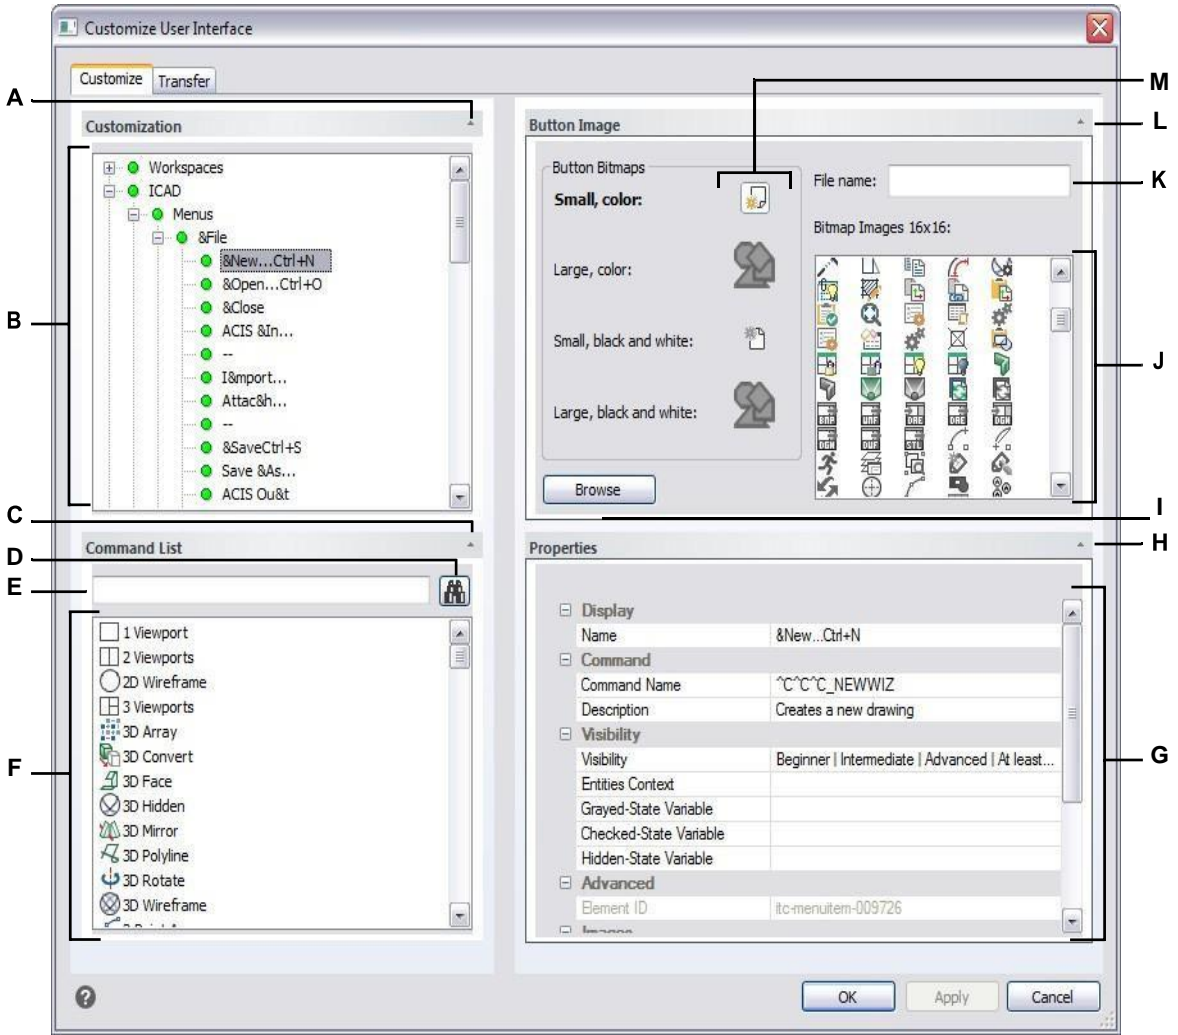 Customize User Interface
Customize Transfer
A
M
Customization
Button Image
L
B
Workspaces
ICAD
Menus
&File
&New...Ctrl+N
&Open...Ctrl+O
&Close
ACIS &In...
--
I&mport...
Attac&h...
--
&SaveCtrl+S
Save &As...
ACIS Ou&t
Button Bitmaps
Small, color:
Large, color:
Small, black and white:
Large, black and white:
Browse
File name:
K
Bitmap Images 16x16:
J
I
C
Command List
D
E
F
1 Viewport
2 Viewports
2D Wireframe
3 Viewports
3D Array
3D Convert
3D Face
3D Hidden
3D Mirror
3D Polyline
3D Rotate
3D Wireframe
Properties
H
Display
Name &New...Ctrl+N
Command
Command Name ^C^C^C_NEWWIZ
Description Creates a new drawing
Visibility
Visibility Beginner | Intermediate | Advanced | At least...
Entities Context
Grayed-State Variable
Checked-State Variable
Hidden-State Variable
Advanced
Element ID itc-menuitem-009726
Images
G
OK Apply Cancel